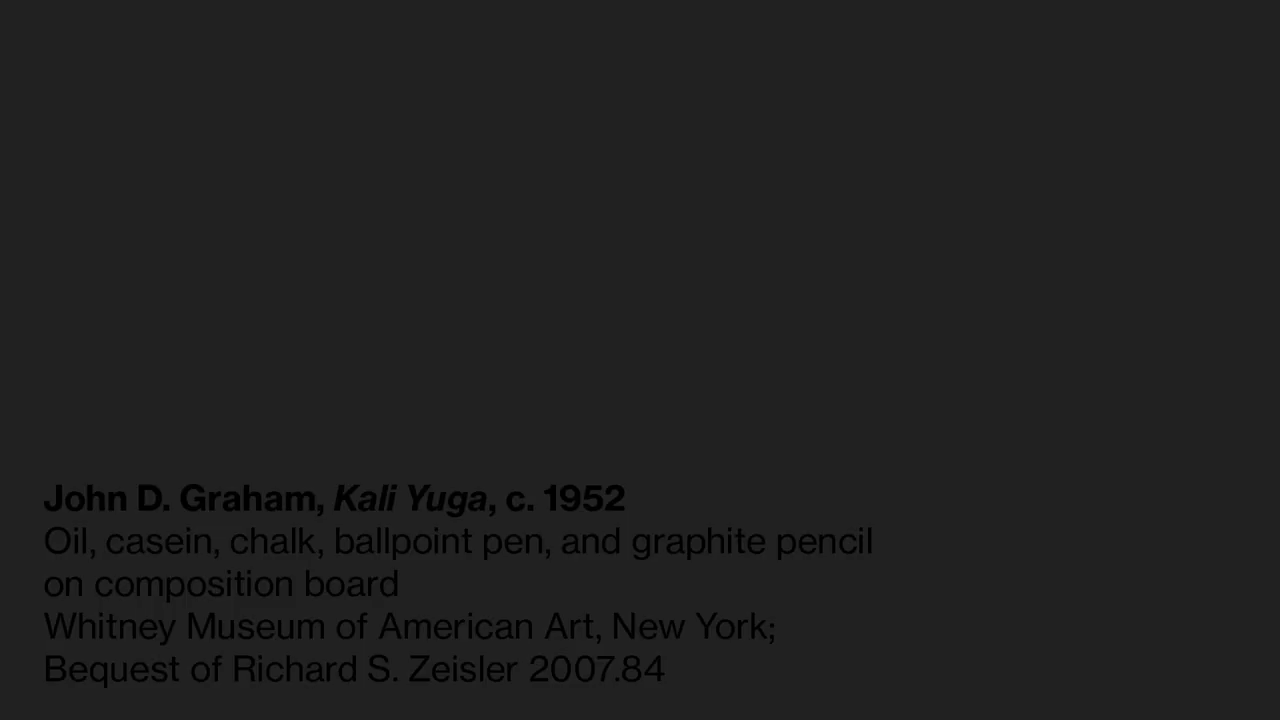 John D. Graham, Kali Yuga, c. 1952
Oil, casein, chalk, ballpoint pen, and graphite pencil
on composition board
Whitney Museum of American Art, New York;
Bequest of Richard S. Zeisler 2007.84